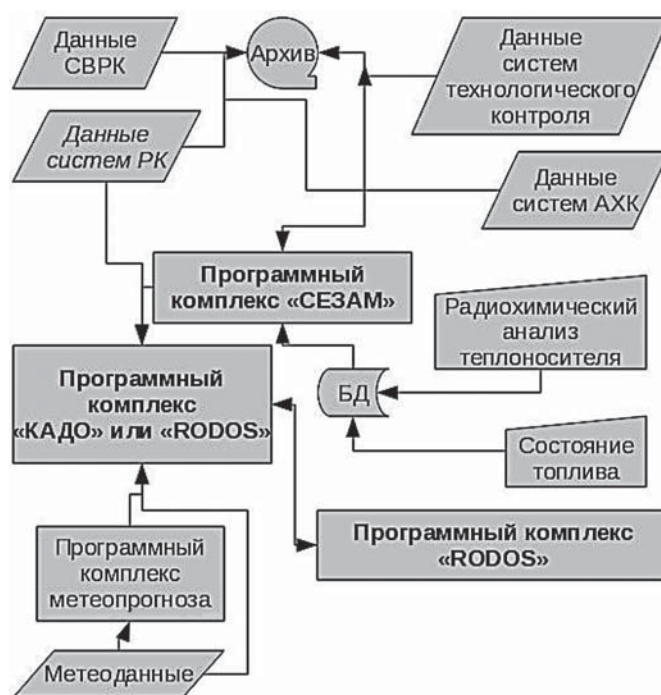 Данные
СВРК
Архив
Данные
систем
технологического
контроля
Данные
систем РК
Данные
систем АХК
Программный
комплекс «СЕЗАМ»
Радиохимический
анализ
теплоносителя
Программный
комплекс
«КАДО» или «RODOS»
БД
Состояние
топлива
Программный комплекс
«RODOS»
Программный
комплекс
метеопрогноза
Метеоданные